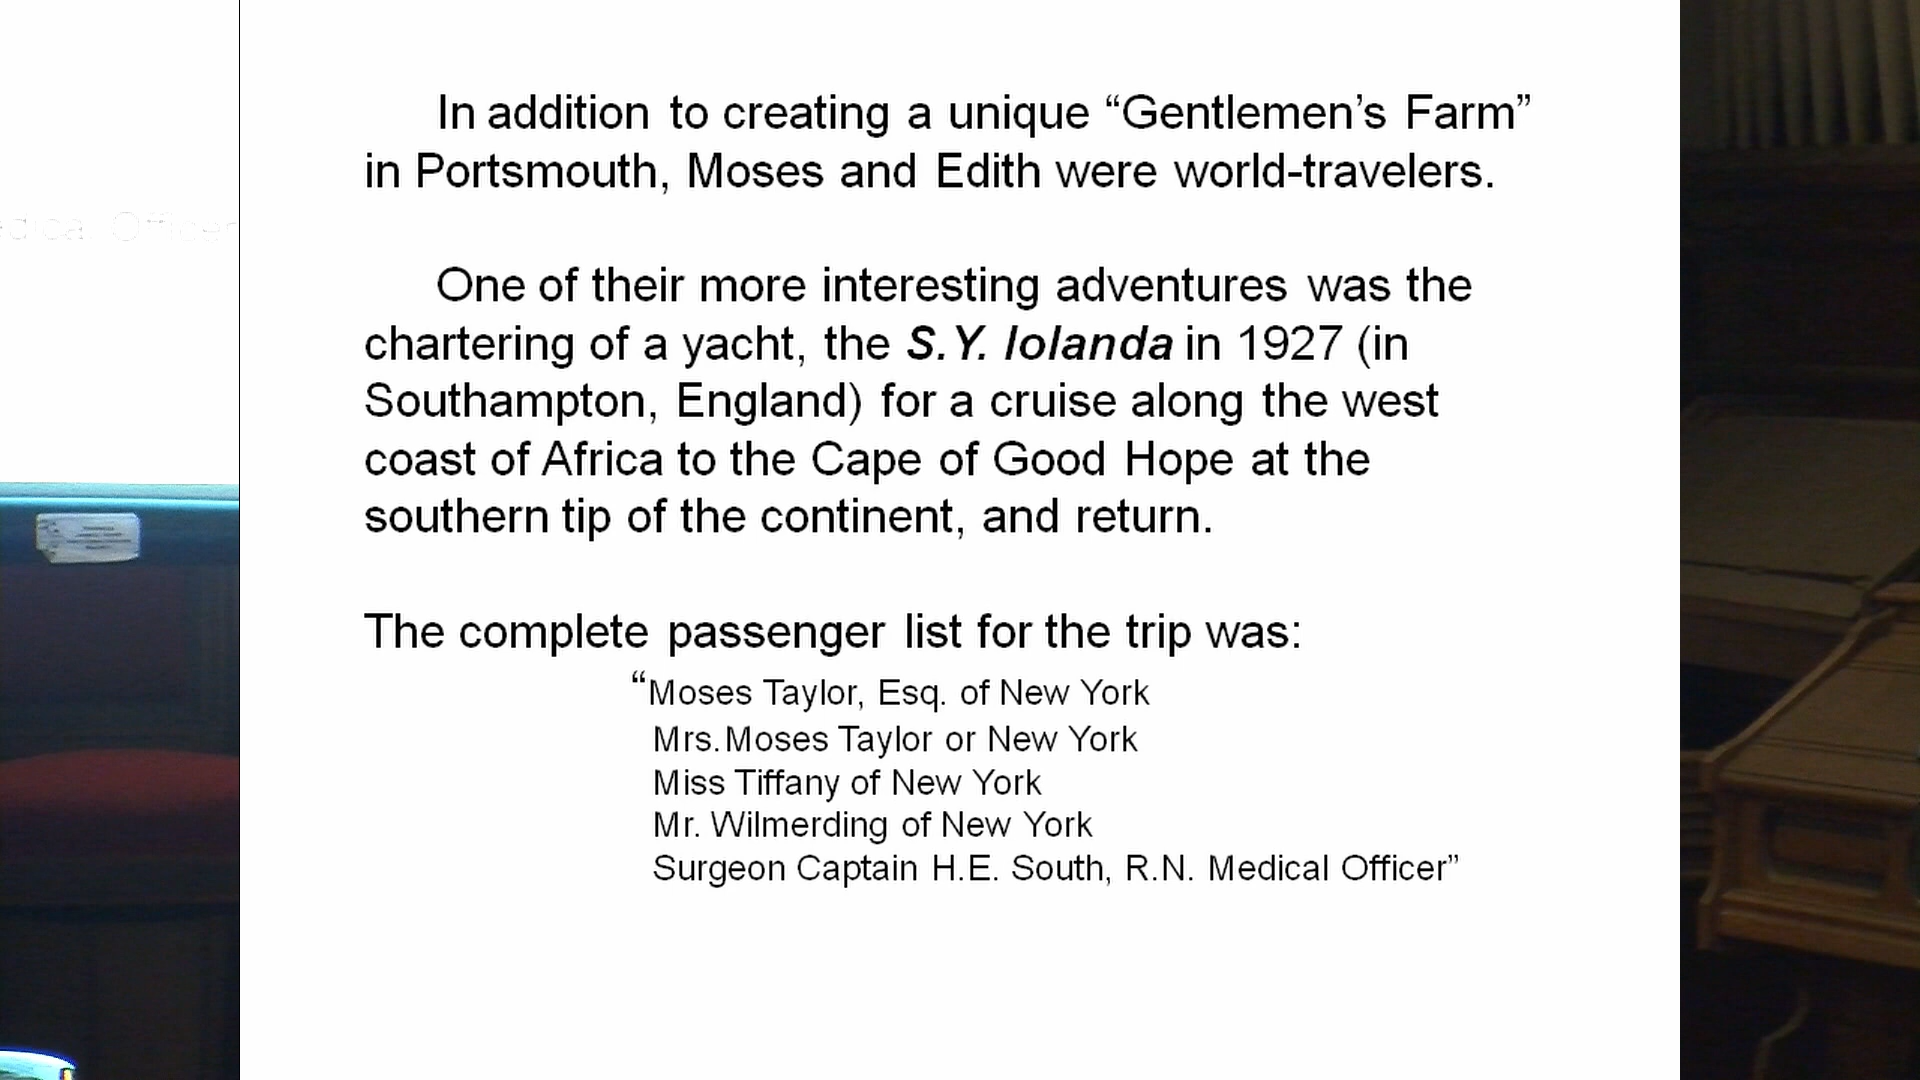 In addition to creating a unique “Gentlemen’s Farm”
in Portsmouth, Moses and Edith were world-travelers.
One of their more interesting adventures was the
chartering of a yacht, the S.Y. Iolanda in 1927 (in
Southampton, England) for a cruise along the west
coast of Africa to the Cape of Good Hope at the
southern tip of the continent, and return.
The complete passenger list for the trip was:
“Moses Taylor, Esq. of New York
Mrs. Moses Taylor or New York
Miss Tiffany of New York
Mr. Wilmerding of New York
Surgeon Captain H.E. South, R.N. Medical Officer”
Officer